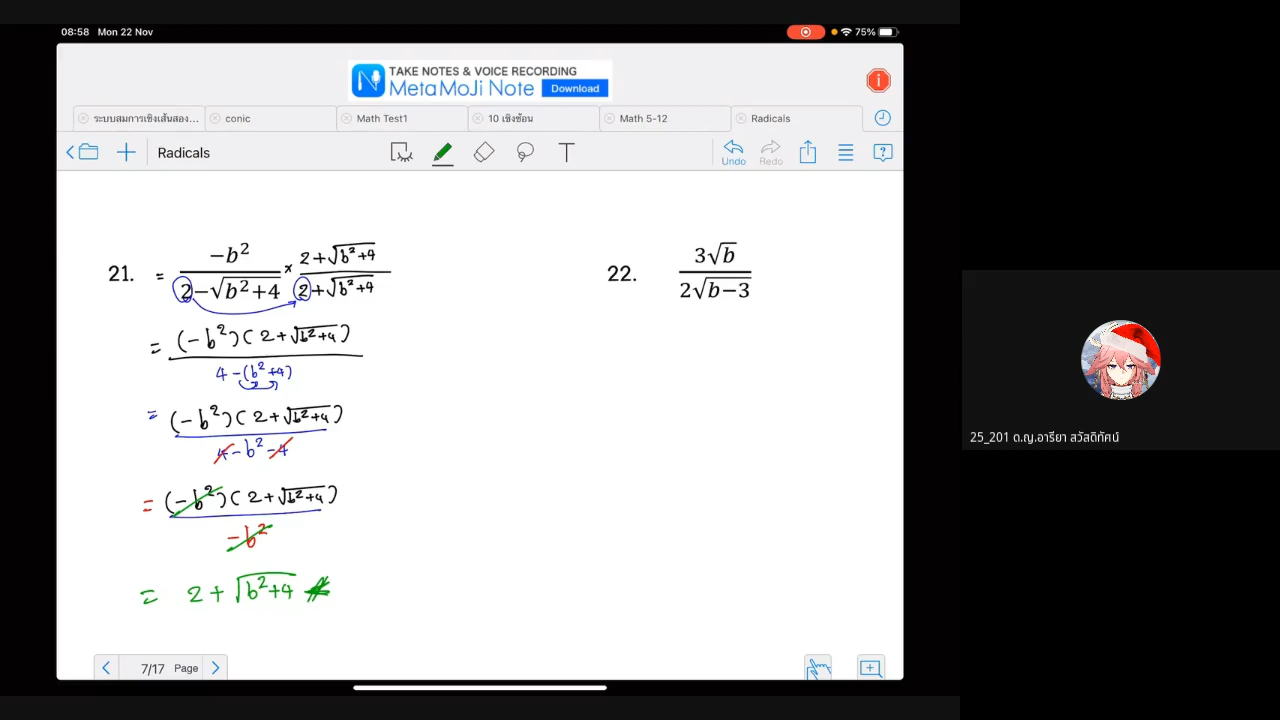 08:58 Mon 22 Nov
75%
TAKE NOTES & VOICE RECORDING
MetaMoJi Note Download
ระบบสมการเชิงเส้นสอง... conic Math Test1 10 เชิงซ้อน Math 5-12 Radicals
Radicals T Undo Redo
21. = -b² / (2-√(b²+4)) × (2+√(b²+4)) / (2+√(b²+4))
= (-b²)(2+√(b²+4)) / 4-(b²+4)
= (-b²)(2+√(b²+4)) / 4-b²-4
= (-b²)(2+√(b²+4)) / -b²
= 2+√(b²+4)
22. 3√b / 2√(b-3)
7/17 Page
25_201 ด.ญ.อารียา สวัสดิทัศน์